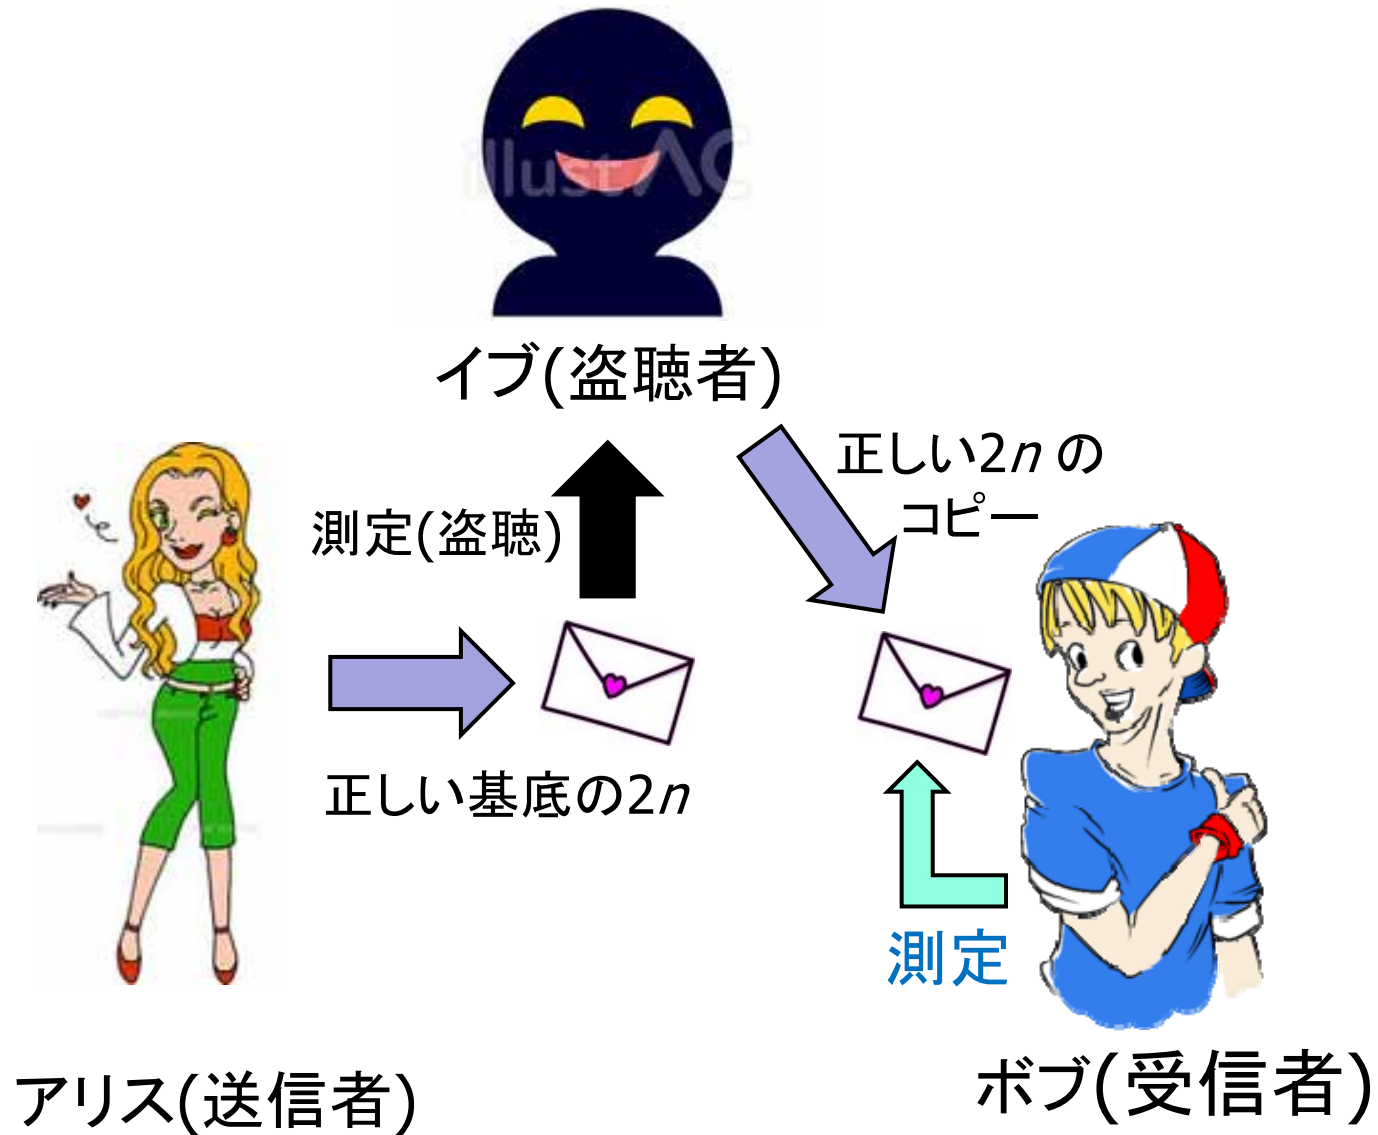 illustAC
イブ(盗聴者)
正しい2n の
コピー
測定(盗聴)
正しい基底の2n
測定
アリス(送信者)
ボブ(受信者)